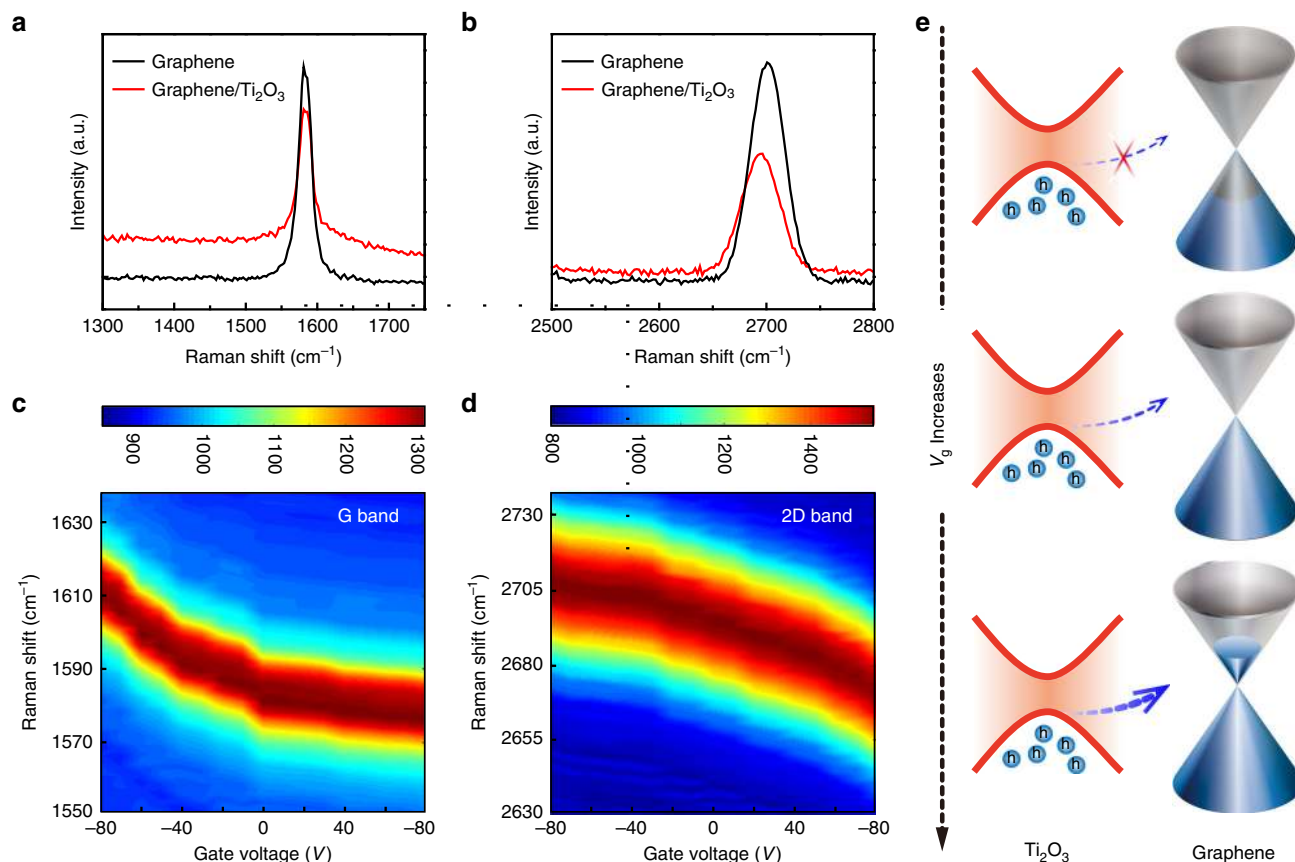 a
Graphene
Graphene/Ti₂O₃
Intensity (a.u.)
1300 1400 1500 1600 1700
Raman shift (cm⁻¹)
b
Graphene
Graphene/Ti₂O₃
Intensity (a.u.)
2500 2600 2700 2800
Raman shift (cm⁻¹)
c
900 1000 1100 1200 130
G band
Raman shift (cm⁻¹)
1630
1610
1590
1570
1550
–80 –40 0 –40 –80
Gate voltage (V)
d
800 1000 1200 1400
2D band
Raman shift (cm⁻¹)
2730
2705
2680
2655
2630
–80 –40 0 –40 –80
Gate voltage (V)
e
Vg Increases
h h h h h
h h h h h
h h h h h
Ti₂O₃
Graphene